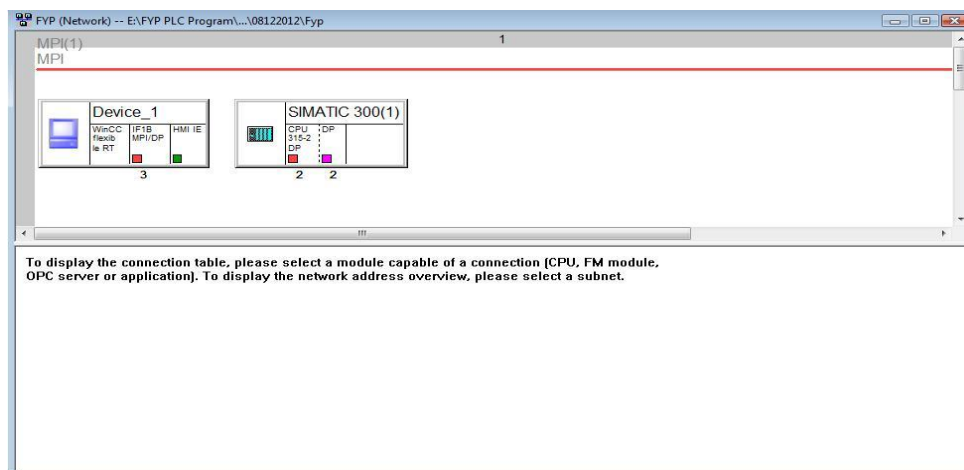 FYP (Network) -- E:\FYP PLC Program\...\08122012\Fyp
1
MPI(1)
MPI
Device_1
WinCC
flexib
le RT
IF1B
MPI/DP
HMI IE
3
SIMATIC 300(1)
CPU
315-2
DP
DP
2
2
To display the connection table, please select a module capable of a connection (CPU, FM module,
OPC server or application). To display the network address overview, please select a subnet.